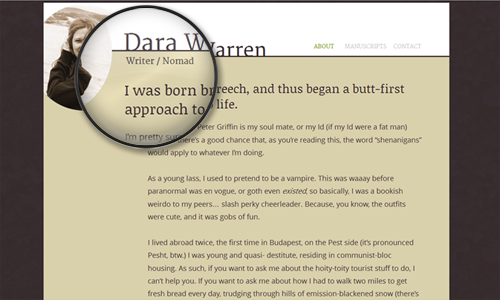 Dara Warren
ABOUT MANUSCRIPTS CONTACT
Writer / Nomad
I was born breech, and thus began a butt-first
approach to life.
I'm pretty sure Peter Griffin is my soul mate, or my Id (if my Id were a fat man)
there's a good chance that, as you're reading this, the word "shenanigans"
would apply to whatever I'm doing.
As a young lass, I used to pretend to be a vampire. This was waaay before
paranormal was en vogue, or goth even existed, so basically, I was a bookish
weirdo to my peers... slash perky cheerleader. Because, you know, the outfits
were cute, and it was gobs of fun.
I lived abroad twice, the first time in Budapest, on the Pest side (it's pronounced
Pesht, btw.) I was young and quasi- destitute, residing in communist-bloc
housing. As such, if you want to ask me about the hoity-toity tourist stuff to do, I
can't help you. If you want to ask me about how I had to walk two miles to get
fresh bread every day, trudging through hills of emission-blackened snow (there's